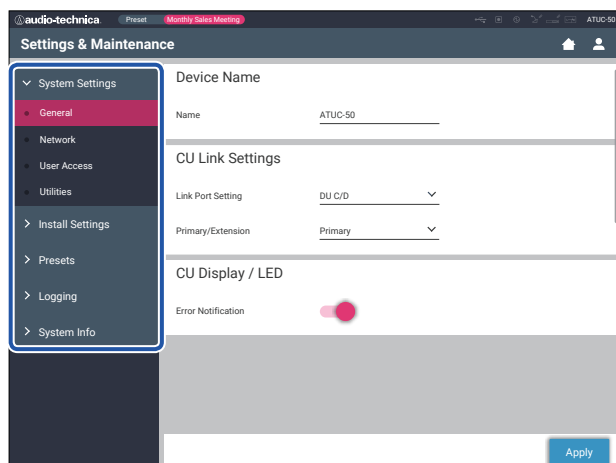 audio-technica Preset Monthly Sales Meeting ATUC-50
Settings & Maintenance
System Settings
General
Network
User Access
Utilities
Install Settings
Presets
Logging
System Info
Device Name
Name ATUC-50
CU Link Settings
Link Port Setting DU C/D
Primary/Extension Primary
CU Display / LED
Error Notification
Apply